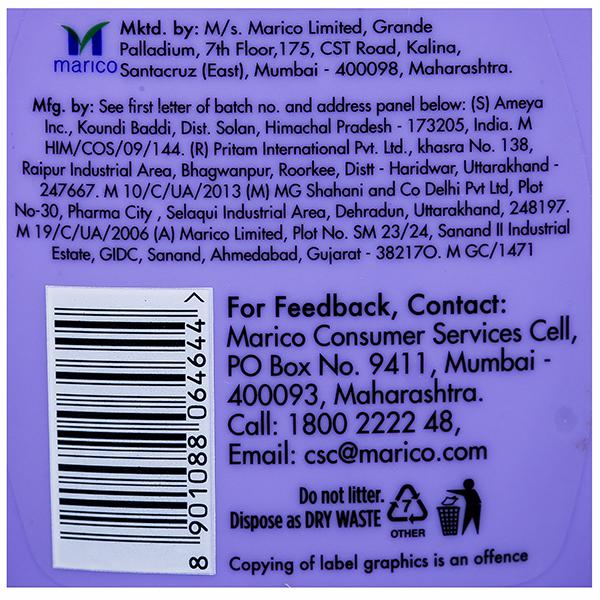 Mktd. by: M/s. Marico Limited, Grande
Palladium, 7th Floor,175, CST Road, Kalina,
marico Santacruz (East), Mumbai - 400098, Maharashtra.
Mfg. by: See first letter of batch no. and address panel below: (S) Ameya
Inc., Koundi Baddi, Dist. Solan, Himachal Pradesh - 173205, India. M
HIM/COS/09/144. (R) Pritam International Pvt. Ltd., khasra No. 138,
Raipur Industrial Area, Bhagwanpur, Roorkee, Distt - Haridwar, Uttarakhand -
247667. M 10/C/UA/2013 (M) MG Shahani and Co Delhi Pvt Ltd, Plot
No-30, Pharma City , Selaqui Industrial Area, Dehradun, Uttarakhand, 248197.
M 19/C/UA/2006 (A) Marico Limited, Plot No. SM 23/24, Sanand II Industrial
Estate, GIDC, Sanand, Ahmedabad, Gujarat - 382170. M GC/1471
8 901088 064644 >
For Feedback, Contact:
Marico Consumer Services Cell,
PO Box No. 9411, Mumbai -
400093, Maharashtra.
Call: 1800 2222 48,
Email: csc@marico.com
Do not litter.
Dispose as DRY WASTE
7
OTHER
Copying of label graphics is an offence